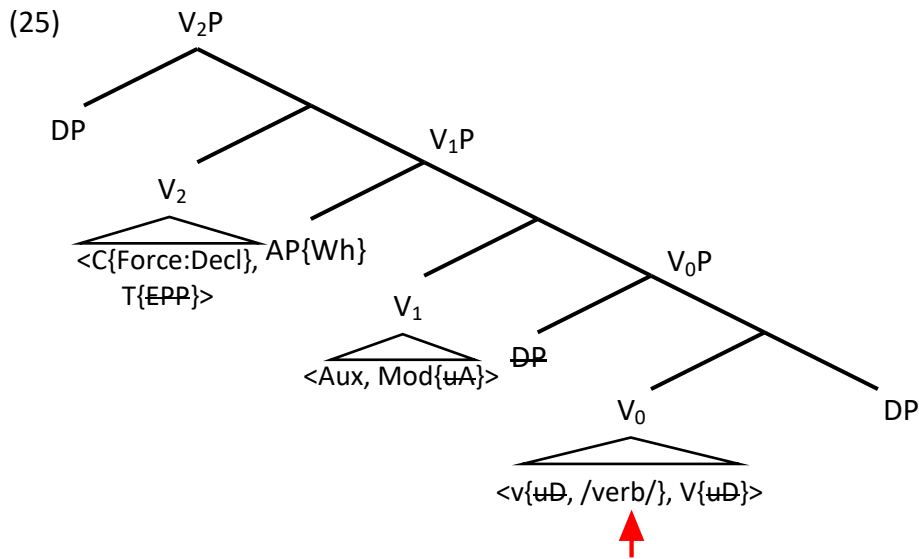 (25)
V₂P
DP
V₁P
V₂
<C{Force:Decl},
T{EPP}>
AP{Wh}
V₀P
V₁
<Aux, Mod{uA}>
DP
DP
V₀
<v{uD, /verb/}, V{uD}>